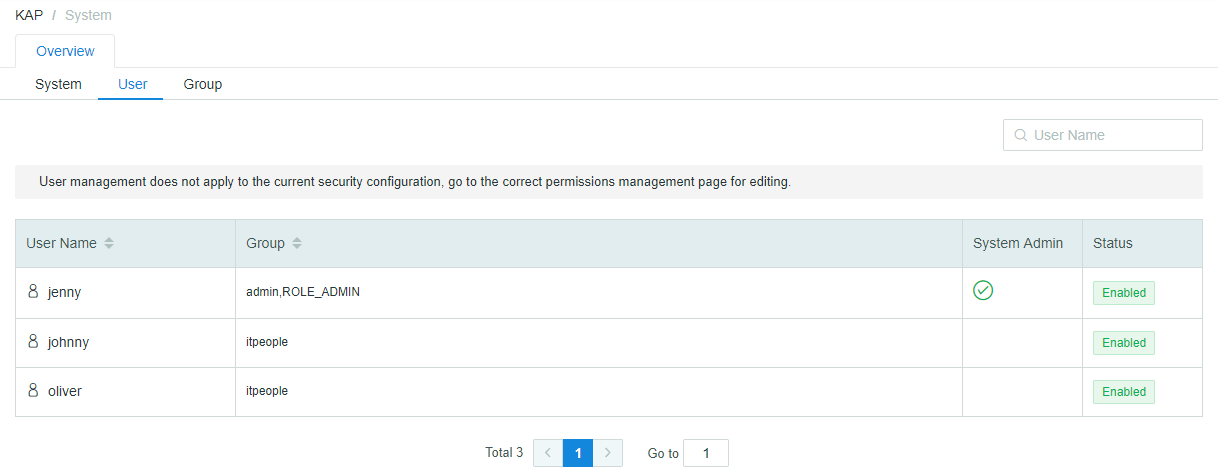 KAP / System
Overview
System User Group
User Name
User management does not apply to the current security configuration, go to the correct permissions management page for editing.
User Name Group System Admin Status
jenny admin,ROLE_ADMIN Enabled
johnny itpeople Enabled
oliver itpeople Enabled
Total 3 < 1 > Go to 1